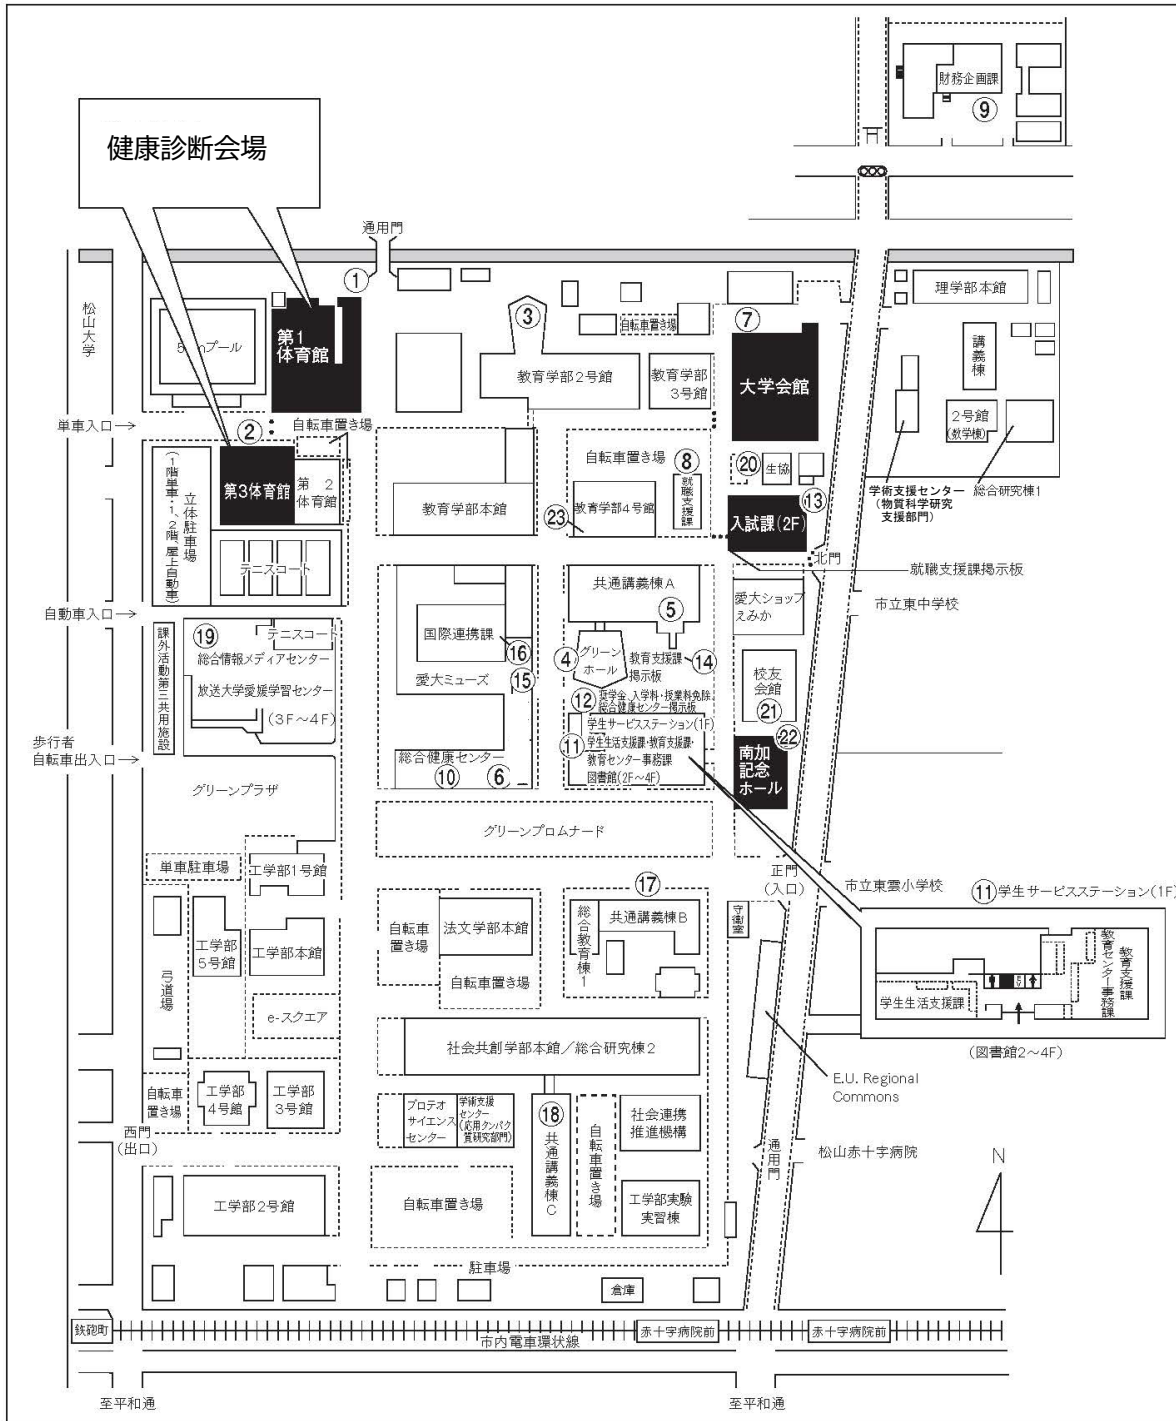 財務企画課
⑨
健康診断会場
通用門
①
松山大学
プール
第1
体育館
③
自転車置き場
⑦
理学部本館
教育学部2号館
教育学部
3号館
大学会館
講義棟
2号館
(数学棟)
単車入口
②
自転車置き場
第3体育館
第 2
体育館
立体駐車場
(1階単車・1、2階、屋上自動車)
テニスコート
教育学部本館
自転車置き場
⑧
就職支援課
教育学部4号館
㉓
⑳
生協
⑬
入試課(2F)
学術支援センター
(物質科学研究
支援部門)
総合研究棟1
北門
就職支援課掲示板
自動車入口
市立東中学校
共通講義棟A
⑤
愛大ショップ
えみか
国際連携課
⑯
愛大ミューズ
⑮
④
グリーン
ホール
教育支援課
掲示板
⑭
⑲
テニスコート
総合情報メディアセンター
放送大学愛媛学習センター
(3F~4F)
課外活動第三共用施設
校友
会館
㉑
⑫
奨学金、入学料・授業料免除、
総合健康センター掲示板
⑪
学生サービスステーション(1F)
学生生活支援課・教育支援課・
教育センター事務課
図書館(2F~4F)
㉒
南加
記念
ホール
歩行者
自転車出入口
総合健康センター
⑩
⑥
グリーンプラザ
グリーンプロムナード
単車駐車場
工学部1号館
正門
(入口)
市立東雲小学校
⑪学生サービスステーション(1F)
⑰
守衛室
工学部
5号館
工学部本館
自転車
置き場
法文学部本館
自転車置き場
総合教育棟1
共通講義棟B
弓道場
e-スクエア
学生生活支援課
教育センター事務課
教育支援課
(図書館2~4F)
社会共創学部本館/総合研究棟2
E.U. Regional
Commons
自転車
置き場
工学部
4号館
工学部
3号館
プロテオ
サイエンス
センター
学術支援
センター
(応用タンパク
質研究部門)
⑱
共通講義棟C
自転車置き場
社会連携
推進機構
西門
(出口)
通用門
松山赤十字病院
N
工学部2号館
自転車置き場
工学部実験
実習棟
駐車場
倉庫
鉄砲町
市内電車環状線
赤十字病院前
赤十字病院前
至平和通
至平和通